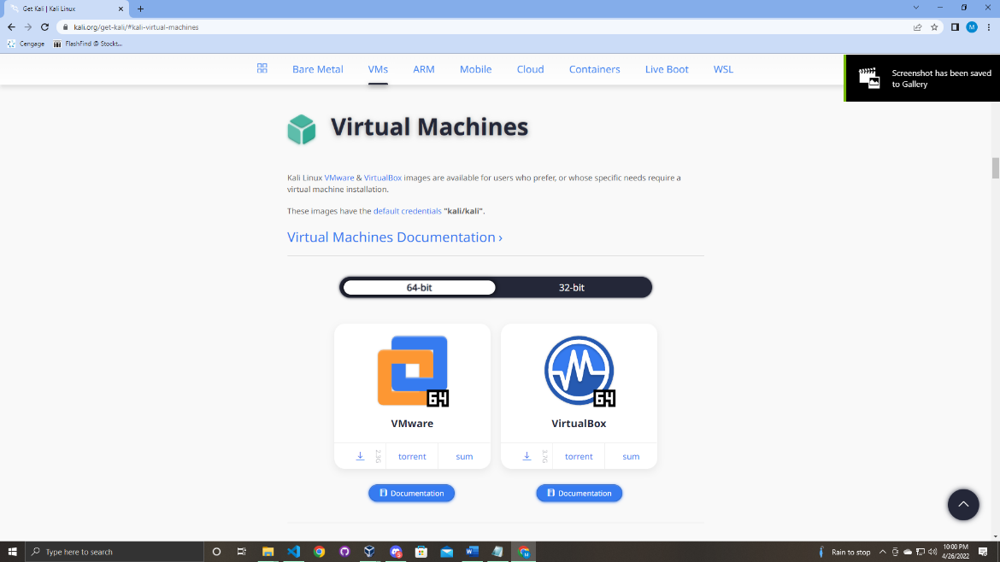 Get Kali | Kali Linux
kali.org/get-kali/#kali-virtual-machines
M
Cengage
FlashFind @ Stockt...
Bare Metal
VMs
ARM
Mobile
Cloud
Containers
Live Boot
WSL
Screenshot has been saved
to Gallery
Virtual Machines
Kali Linux VMware & VirtualBox images are available for users who prefer, or whose specific needs require a
virtual machine installation.
These images have the default credentials "kali/kali".
Virtual Machines Documentation ›
64-bit
32-bit
64
64
VMware
VirtualBox
2.3G
torrent
sum
3.7G
torrent
sum
Documentation
Documentation
Type here to search
Rain to stop
10:00 PM
4/26/2022